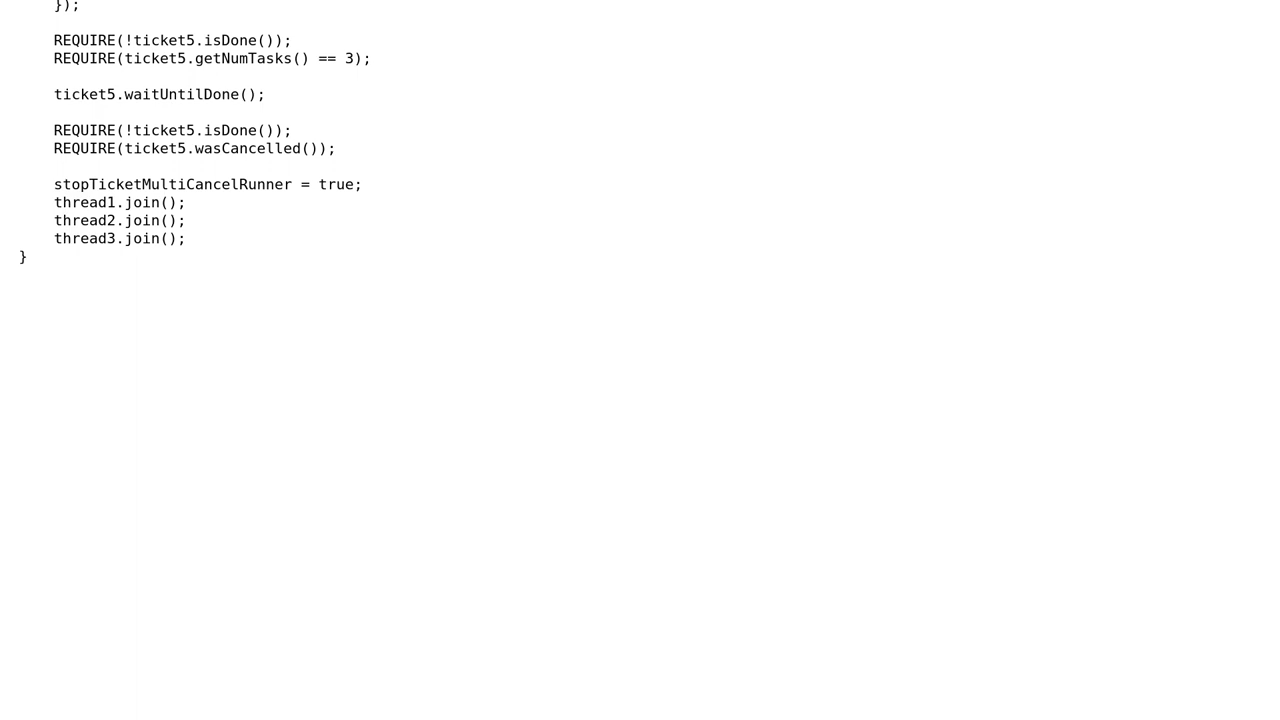 });
REQUIRE(!ticket5.isDone());
REQUIRE(ticket5.getNumTasks() == 3);
ticket5.waitUntilDone();
REQUIRE(!ticket5.isDone());
REQUIRE(ticket5.wasCancelled());
stopTicketMultiCancelRunner = true;
thread1.join();
thread2.join();
thread3.join();
}